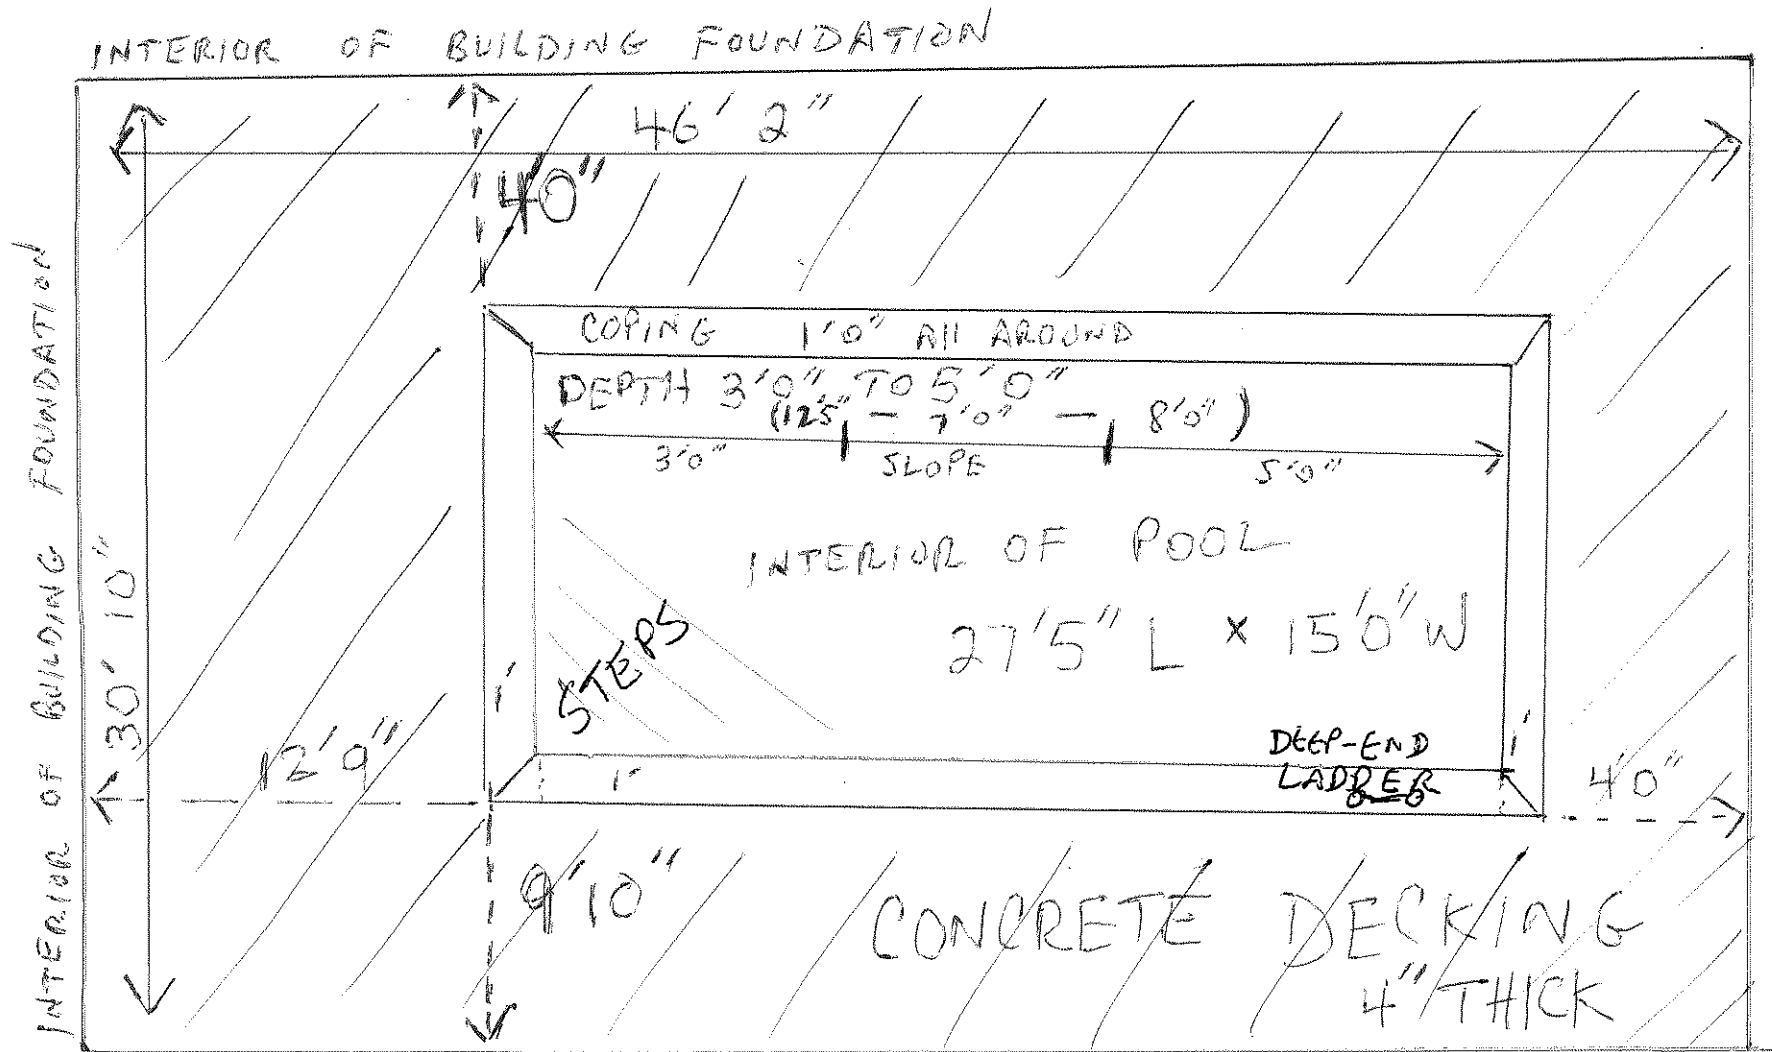 INTERIOR OF BUILDING FOUNDATION
46' 2"
4'0"
INTERIOR OF BUILDING FOUNDATION
30' 10"
COPING 1'0" All AROUND
DEPTH 3'0" TO 5'0"
(12'5" - 7'0" - 8'0")
3'0" SLOPE 5'0"
INTERIOR OF POOL
27'5" L x 15'0" W
STEPS
1'
1'
1'
DEEP-END
LADDER
12'9"
4'0"
9'10"
CONCRETE DECKING
4" THICK